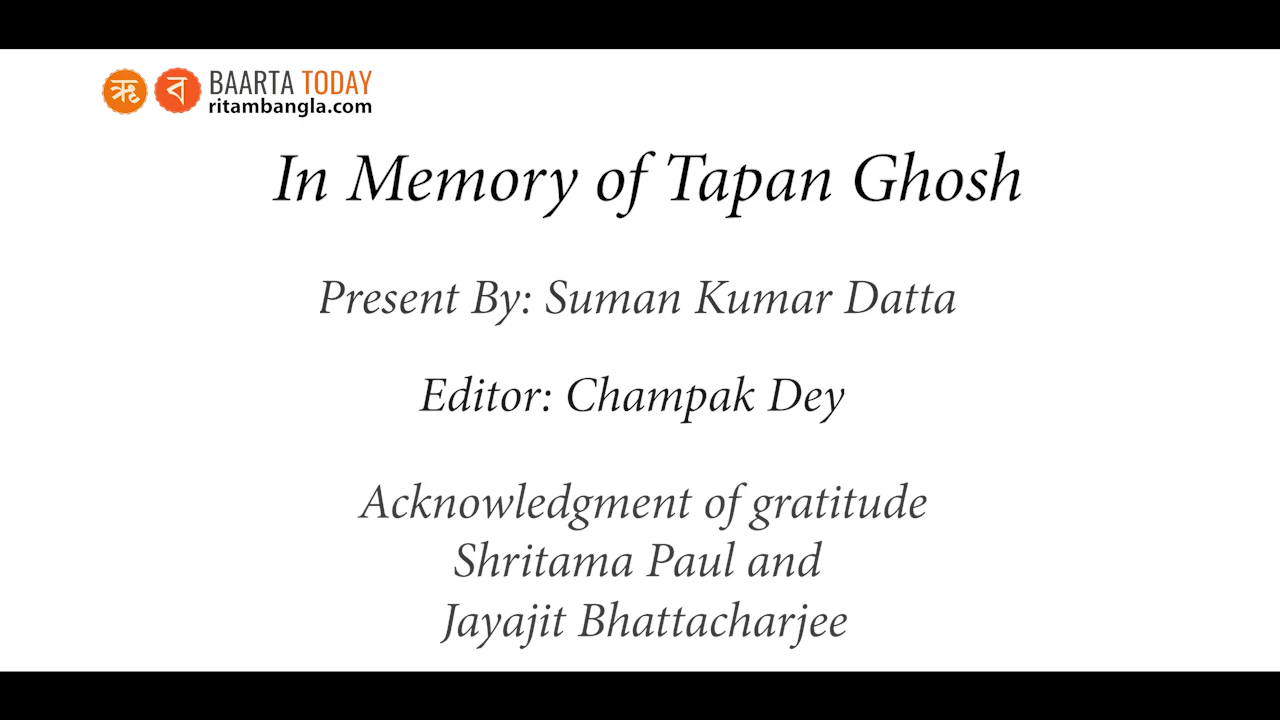 ऋ ব BAARTA TODAY
ritambangla.com
In Memory of Tapan Ghosh
Present By: Suman Kumar Datta
Editor: Champak Dey
Acknowledgment of gratitude
Shritama Paul and
Jayajit Bhattacharjee